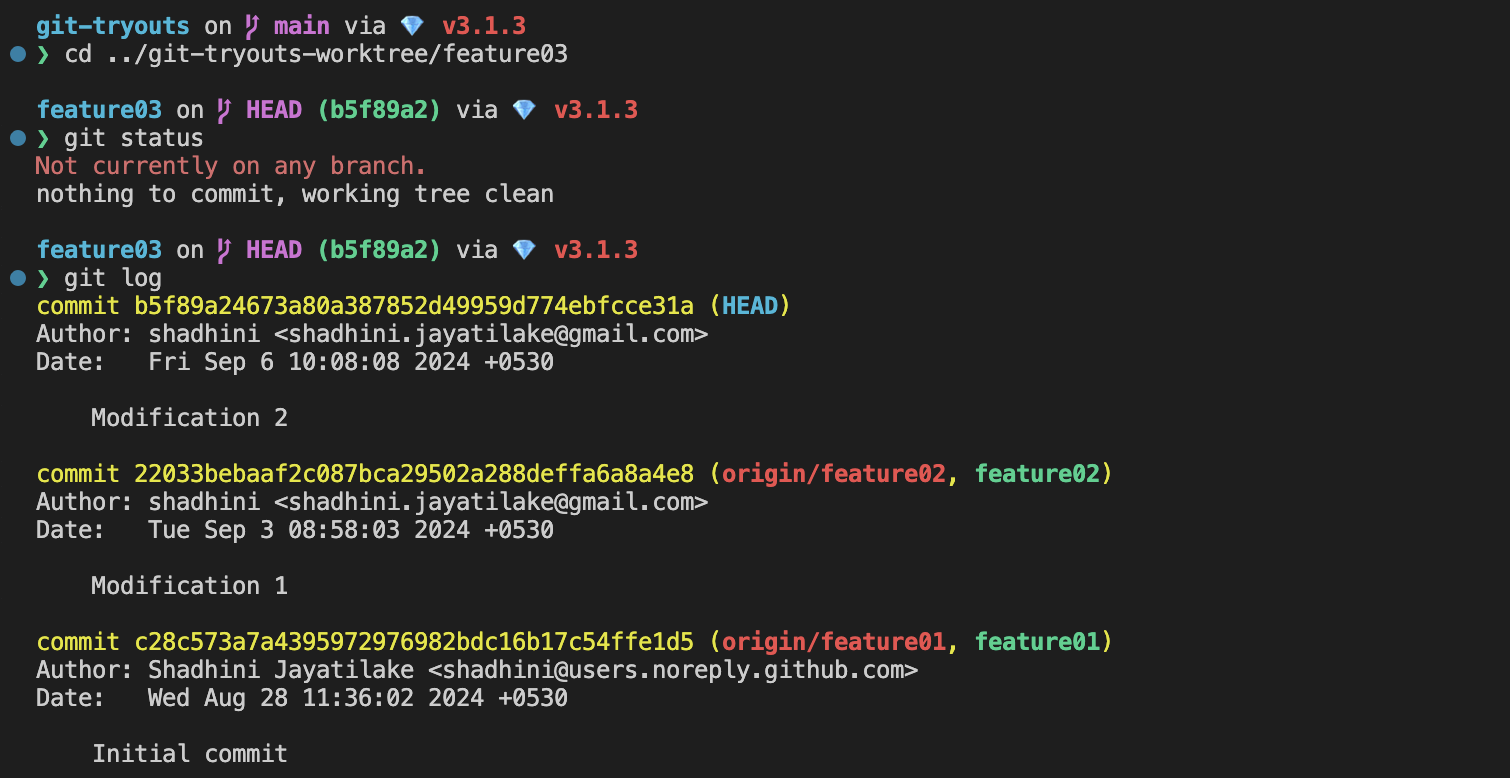 git-tryouts on main via 💎 v3.1.3
❯ cd ../git-tryouts-worktree/feature03
feature03 on HEAD (b5f89a2) via 💎 v3.1.3
❯ git status
Not currently on any branch.
nothing to commit, working tree clean
feature03 on HEAD (b5f89a2) via 💎 v3.1.3
❯ git log
commit b5f89a24673a80a387852d49959d774ebfcce31a (HEAD)
Author: shadhini <shadhini.jayatilake@gmail.com>
Date:   Fri Sep 6 10:08:08 2024 +0530
Modification 2
commit 22033bebaaf2c087bca29502a288deffa6a8a4e8 (origin/feature02, feature02)
Author: shadhini <shadhini.jayatilake@gmail.com>
Date:   Tue Sep 3 08:58:03 2024 +0530
Modification 1
commit c28c573a7a4395972976982bdc16b17c54ffe1d5 (origin/feature01, feature01)
Author: Shadhini Jayatilake <shadhini@users.noreply.github.com>
Date:   Wed Aug 28 11:36:02 2024 +0530
Initial commit